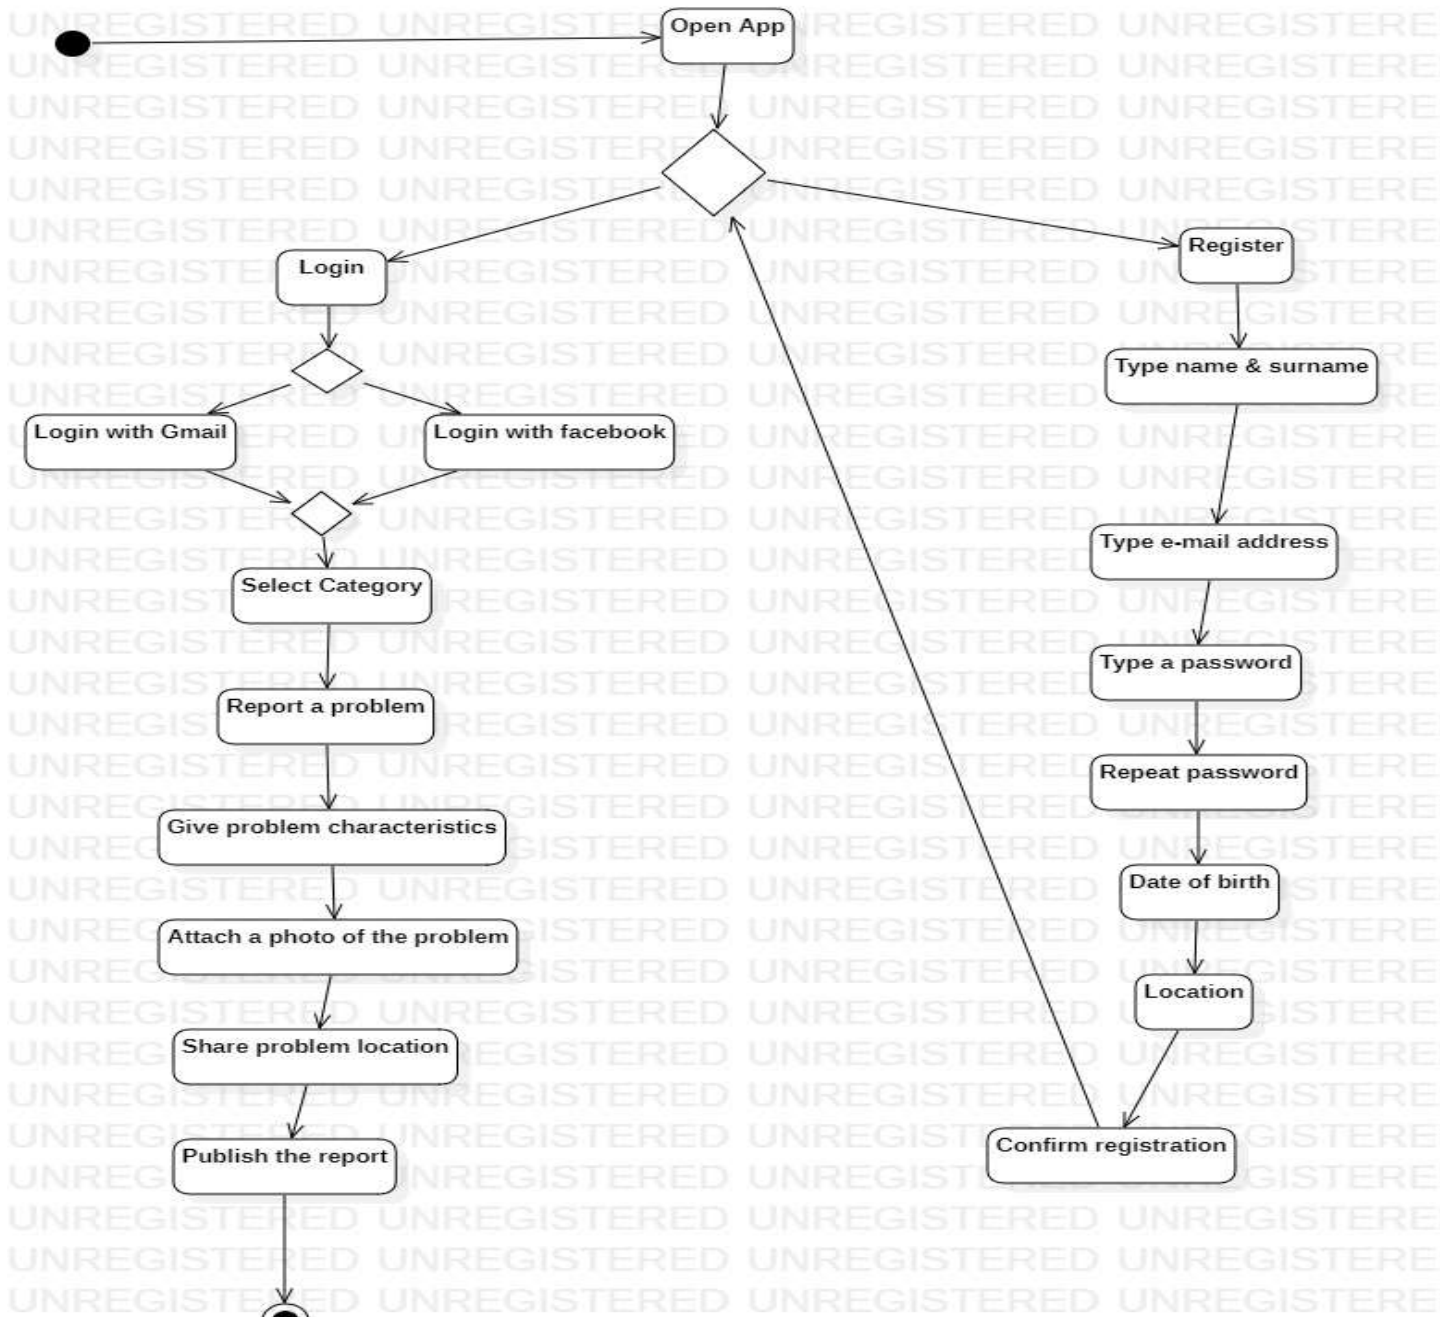 Open App
Login
Register
Type name & surname
Login with Gmail
Login with facebook
Type e-mail address
Select Category
Type a password
Report a problem
Repeat password
Give problem characteristics
Date of birth
Attach a photo of the problem
Location
Share problem location
Confirm registration
Publish the report
UNREGISTERED